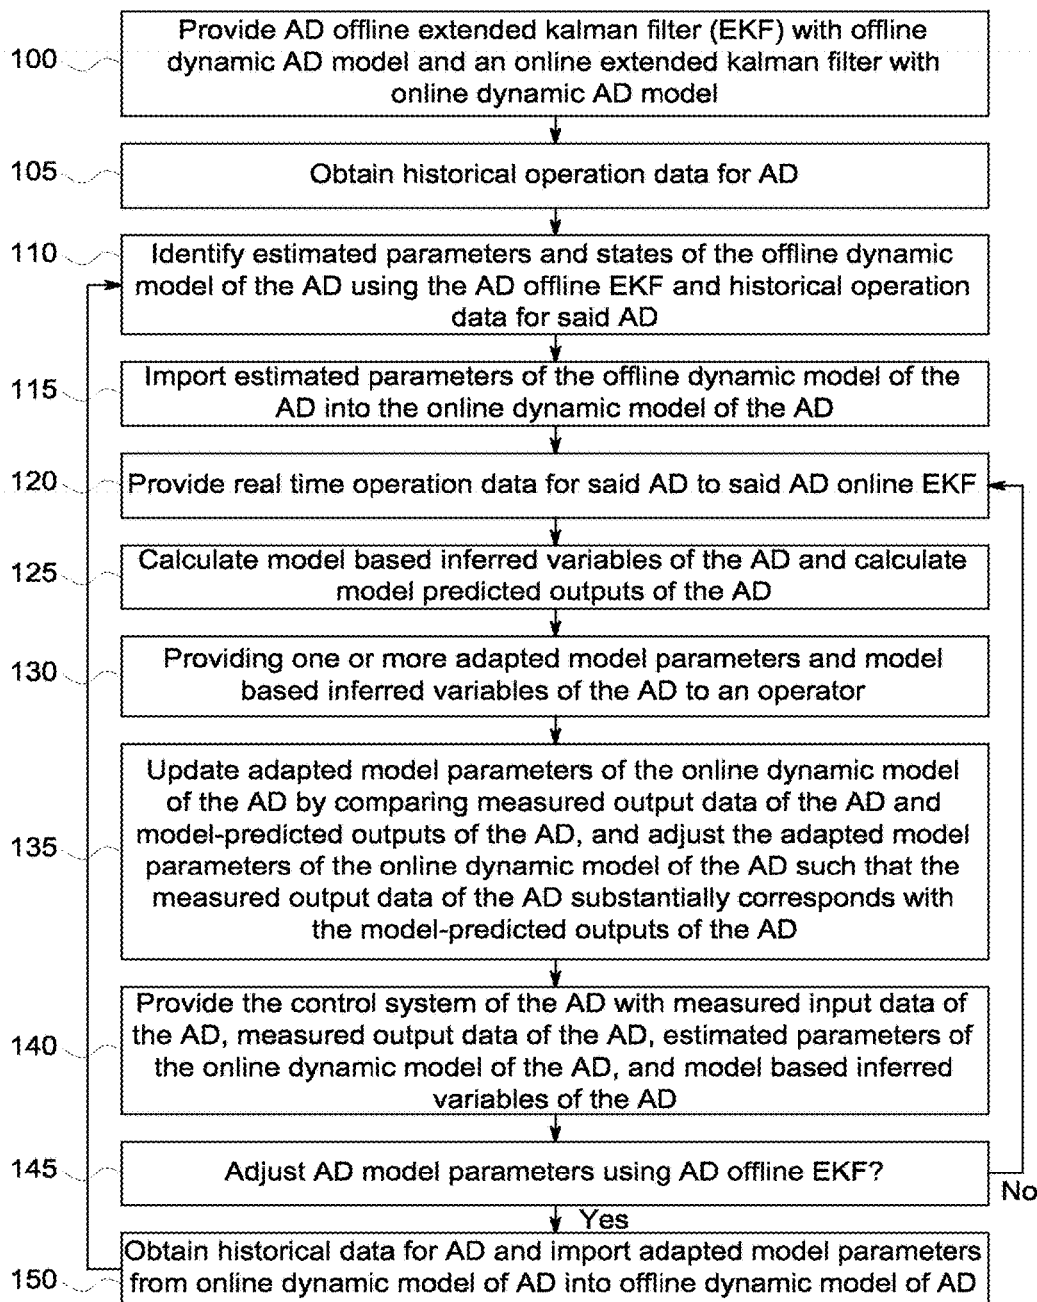 100
Provide AD offline extended kalman filter (EKF) with offline
dynamic AD model and an online extended kalman filter with
online dynamic AD model
105
Obtain historical operation data for AD
110
Identify estimated parameters and states of the offline dynamic
model of the AD using the AD offline EKF and historical operation
data for said AD
115
Import estimated parameters of the offline dynamic model of the
AD into the online dynamic model of the AD
120
Provide real time operation data for said AD to said AD online EKF
125
Calculate model based inferred variables of the AD and calculate
model predicted outputs of the AD
130
Providing one or more adapted model parameters and model
based inferred variables of the AD to an operator
135
Update adapted model parameters of the online dynamic model
of the AD by comparing measured output data of the AD and
model-predicted outputs of the AD, and adjust the adapted model
parameters of the online dynamic model of the AD such that the
measured output data of the AD substantially corresponds with
the model-predicted outputs of the AD
140
Provide the control system of the AD with measured input data of
the AD, measured output data of the AD, estimated parameters of
the online dynamic model of the AD, and model based inferred
variables of the AD
145
Adjust AD model parameters using AD offline EKF?
No
Yes
150
Obtain historical data for AD and import adapted model parameters
from online dynamic model of AD into offline dynamic model of AD